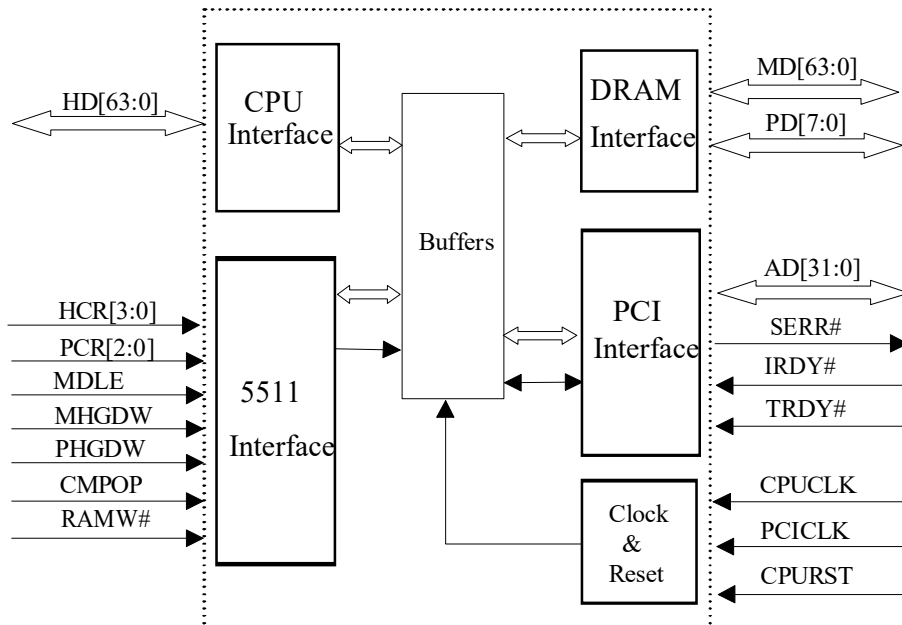 HD[63:0]
CPU
Interface
DRAM
Interface
MD[63:0]
PD[7:0]
Buffers
HCR[3:0]
PCR[2:0]
MDLE
MHGDW
PHGDW
CMPOP
RAMW#
5511
Interface
PCI
Interface
AD[31:0]
SERR#
IRDY#
TRDY#
Clock
&
Reset
CPUCLK
PCICLK
CPURST